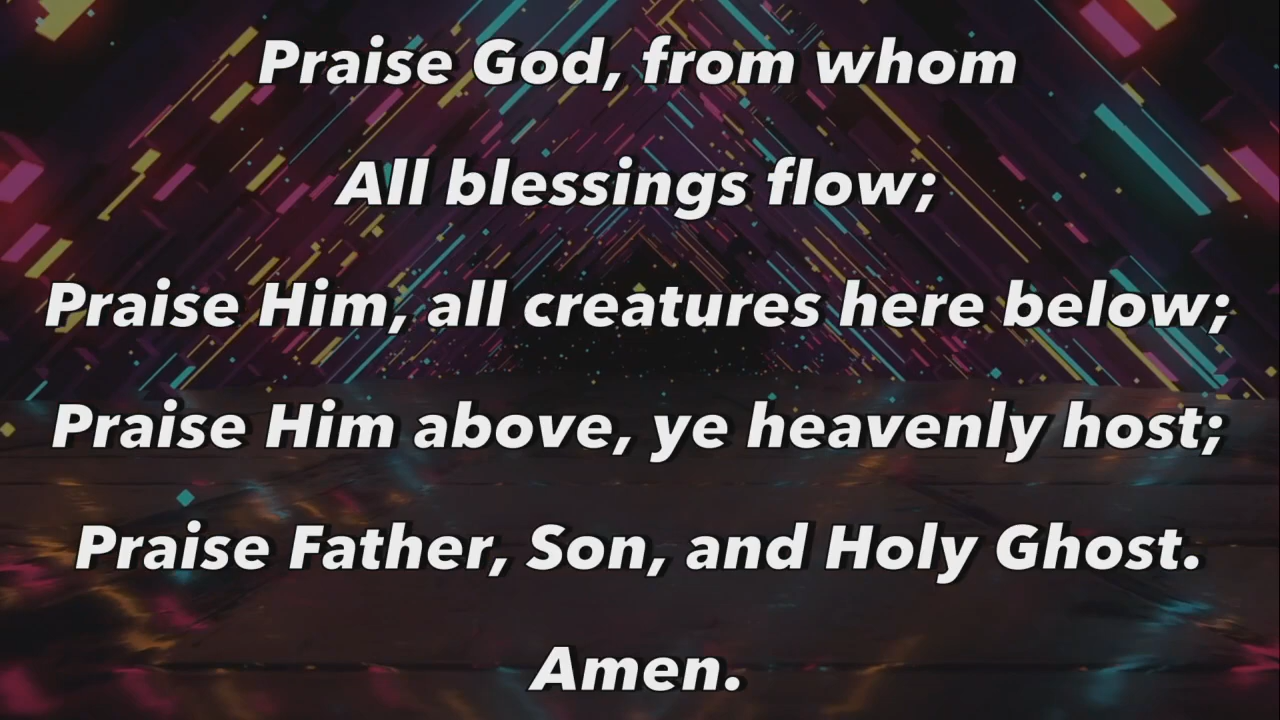 Praise God, from whom
All blessings flow;
Praise Him, all creatures here below;
Praise Him above, ye heavenly host;
Praise Father, Son, and Holy Ghost.
Amen.